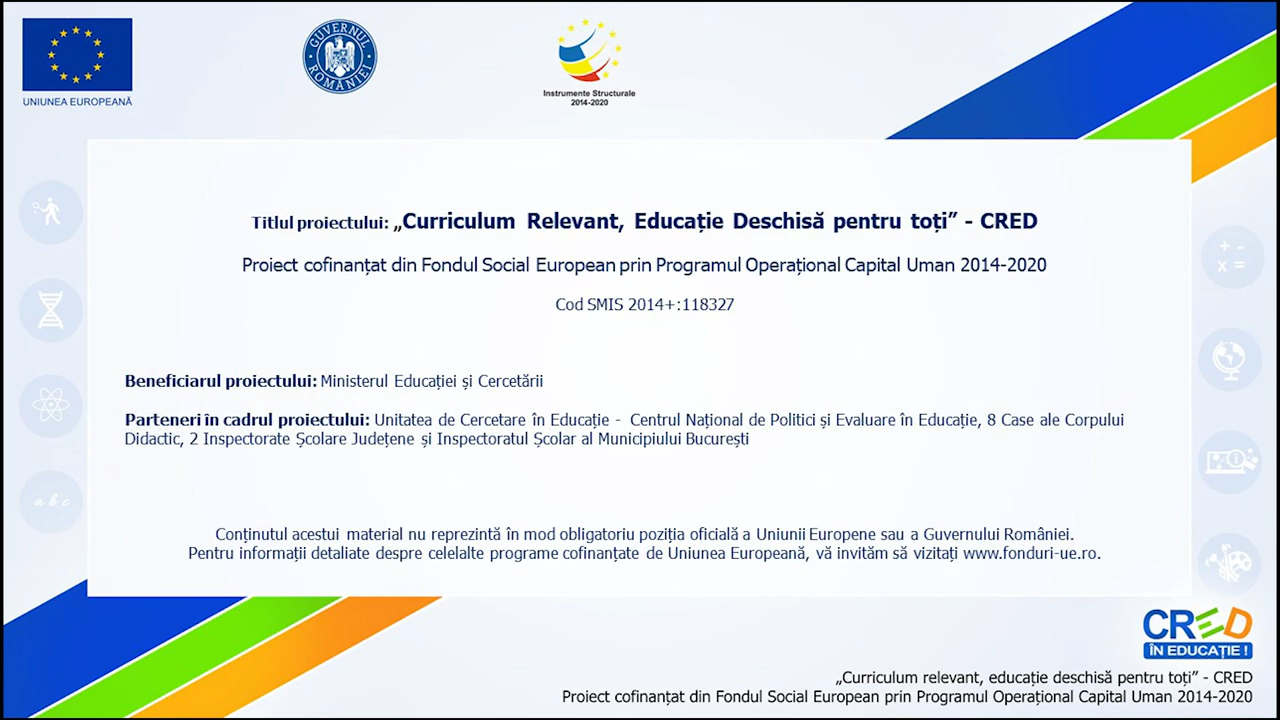 UNIUNEA EUROPEANĂ
GUVERNUL ROMÂNIEI
Instrumente Structurale
2014-2020
Titlul proiectului: „Curriculum Relevant, Educație Deschisă pentru toți” - CRED
Proiect cofinanțat din Fondul Social European prin Programul Operațional Capital Uman 2014-2020
Cod SMIS 2014+:118327
Beneficiarul proiectului: Ministerul Educației și Cercetării
Parteneri în cadrul proiectului: Unitatea de Cercetare în Educație - Centrul Național de Politici și Evaluare în Educație, 8 Case ale Corpului
Didactic, 2 Inspectorate Școlare Județene și Inspectoratul Școlar al Municipiului București
Conținutul acestui material nu reprezintă în mod obligatoriu poziția oficială a Uniunii Europene sau a Guvernului României.
Pentru informații detaliate despre celelalte programe cofinanțate de Uniunea Europeană, vă invităm să vizitați www.fonduri-ue.ro.
+ -
x =
a b c
CRED
ÎN EDUCAȚIE !
„Curriculum relevant, educație deschisă pentru toți” - CRED
Proiect cofinanțat din Fondul Social European prin Programul Operațional Capital Uman 2014-2020